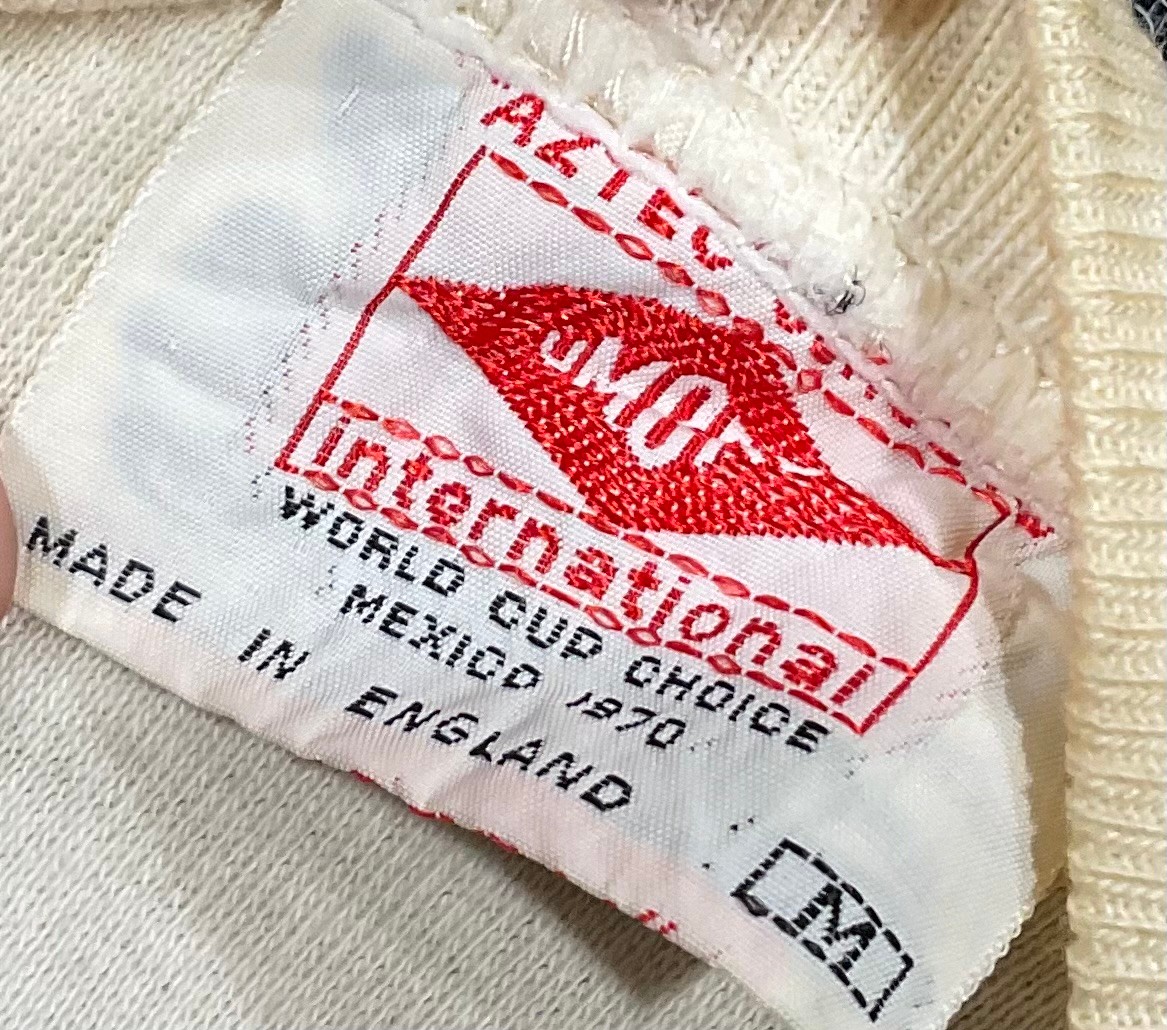 AZTEC
UMBRO
International
WORLD CUP CHOICE
MEXICO 1970
MADE IN ENGLAND
M